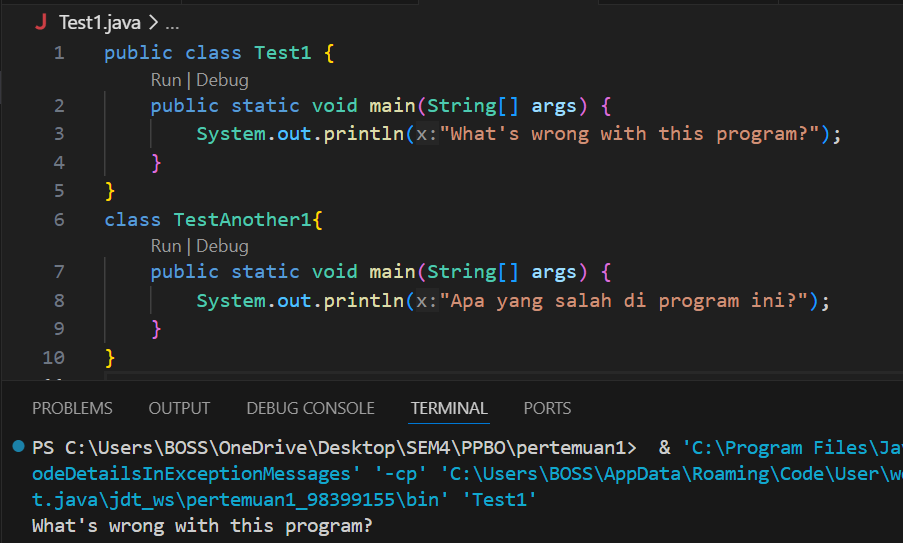 J Test1.java > ...
1 public class Test1 {
Run | Debug
2 public static void main(String[] args) {
3 System.out.println(x:"What's wrong with this program?");
4 }
5 }
6 class TestAnother1{
Run | Debug
7 public static void main(String[] args) {
8 System.out.println(x:"Apa yang salah di program ini?");
9 }
10 }
PROBLEMS OUTPUT DEBUG CONSOLE TERMINAL PORTS
PS C:\Users\BOSS\OneDrive\Desktop\SEM4\PPBO\pertemuan1> & 'C:\Program Files\Ja
odeDetailsInExceptionMessages' '-cp' 'C:\Users\BOSS\AppData\Roaming\Code\User\w
t.java\jdt_ws\pertemuan1_98399155\bin' 'Test1'
What's wrong with this program?